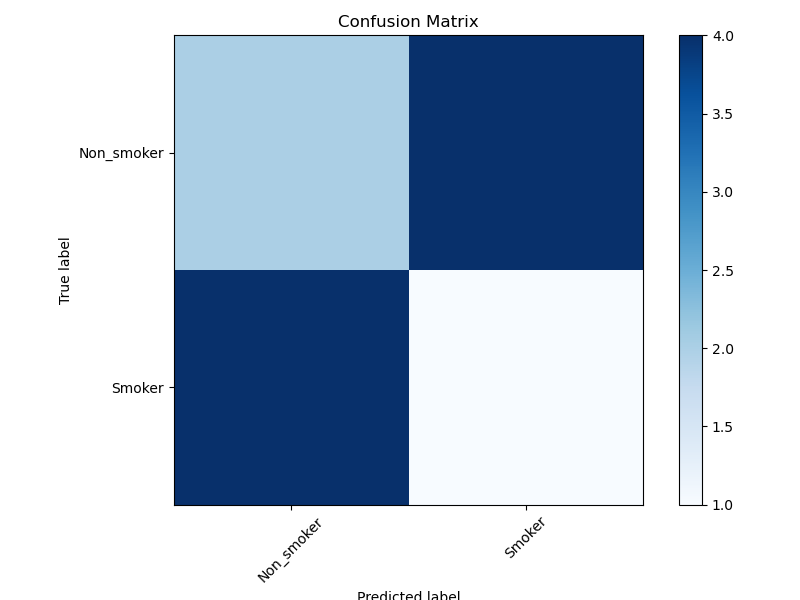 Confusion Matrix
True label
Non_smoker
Smoker
Non_smoker
Smoker
Predicted label
4.0
3.5
3.0
2.5
2.0
1.5
1.0